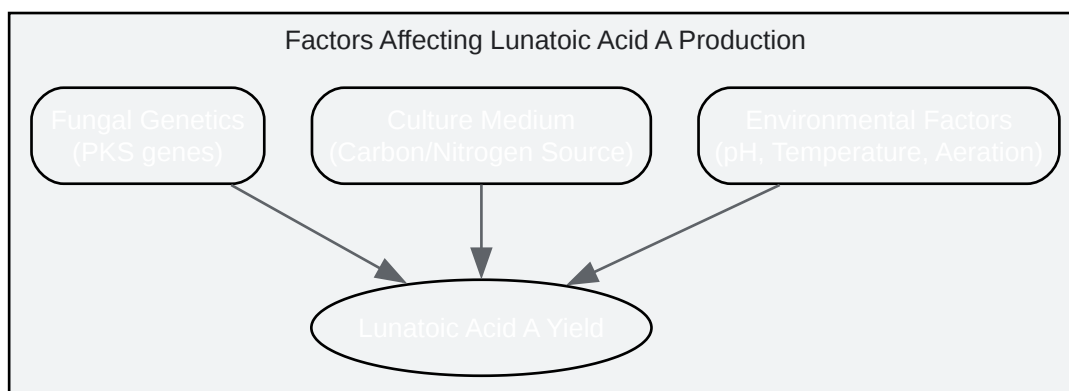 Factors Affecting Lunatoic Acid A Production
Fungal Genetics
(PKS genes)
Culture Medium
(Carbon/Nitrogen Source)
Environmental Factors
(pH, Temperature, Aeration)
Lunatoic Acid A Yield